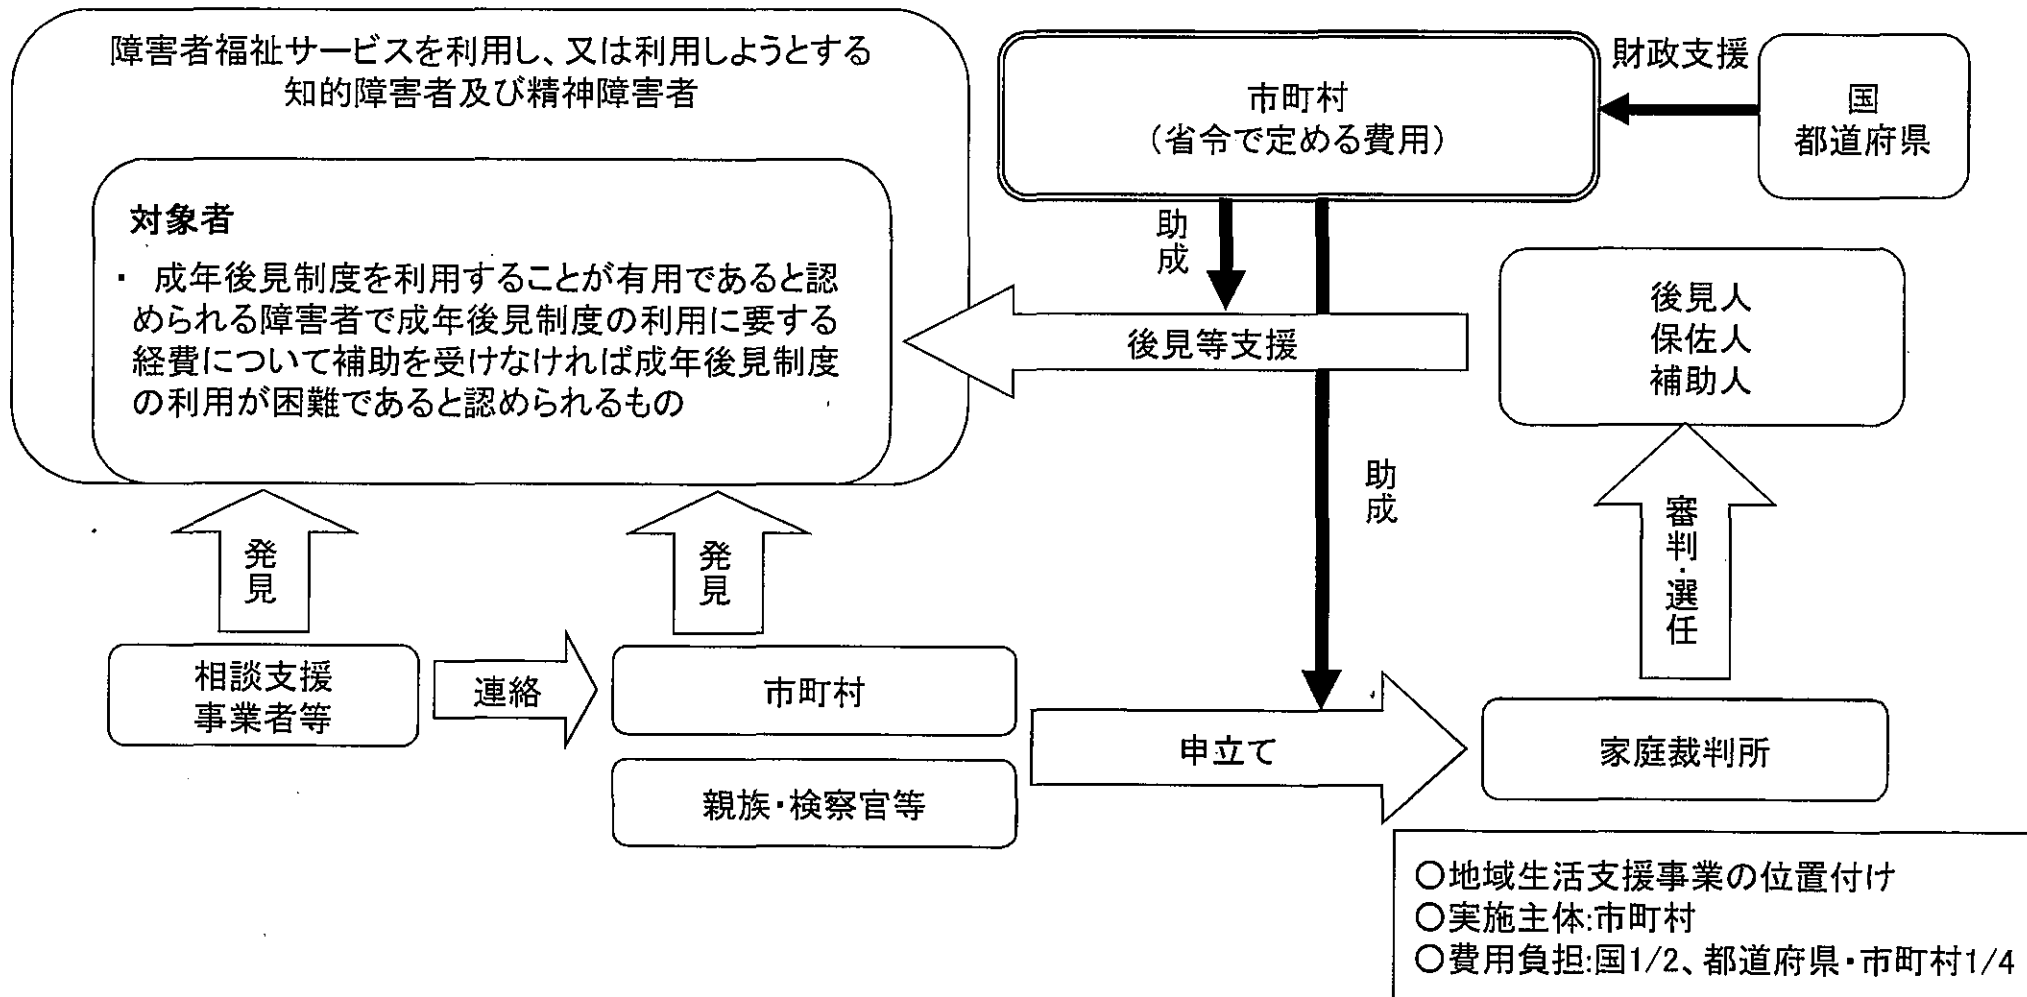 障害者福祉サービスを利用し、又は利用しようとする
知的障害者及び精神障害者
対象者
・ 成年後見制度を利用することが有用であると認
められる障害者で成年後見制度の利用に要する
経費について補助を受けなければ成年後見制度
の利用が困難であると認められるもの
市町村
（省令で定める費用）
財政支援
国
都道府県
助成
後見等支援
後見人
保佐人
補助人
助成
審判・選任
発見
発見
相談支援
事業者等
連絡
市町村
親族・検察官等
申立て
家庭裁判所
○地域生活支援事業の位置付け
○実施主体:市町村
○費用負担:国1/2、都道府県・市町村1/4